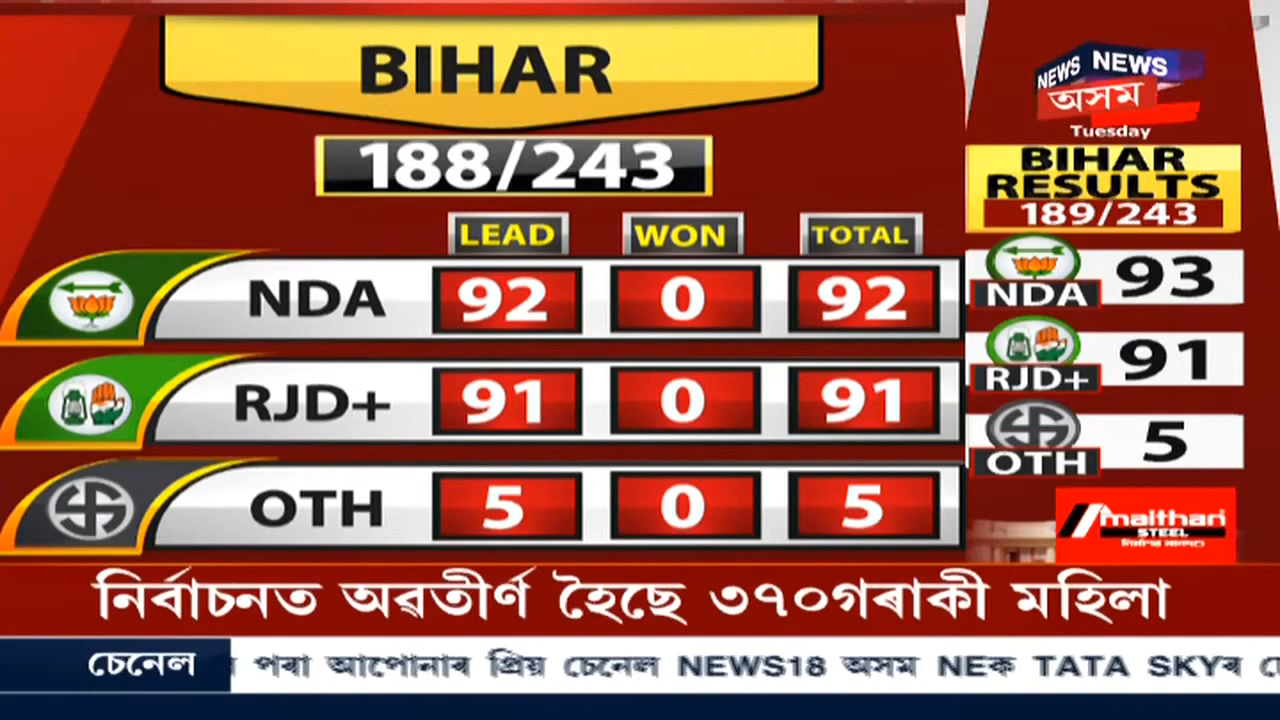 BIHAR
188/243
LEAD WON TOTAL
NDA 92 0 92
RJD+ 91 0 91
OTH 5 0 5
NEWS NEWS
অসম
Tuesday
BIHAR
RESULTS
189/243
NDA 93
RJD+ 91
OTH 5
maithan
STEEL
নিৰ্বাচনত অৱতীৰ্ণ হৈছে ৩৭০গৰাকী মহিলা
চেনেল
পৰা আপোনাৰ প্ৰিয় চেনেল NEWS18 অসম NEক TATA SKYৰ